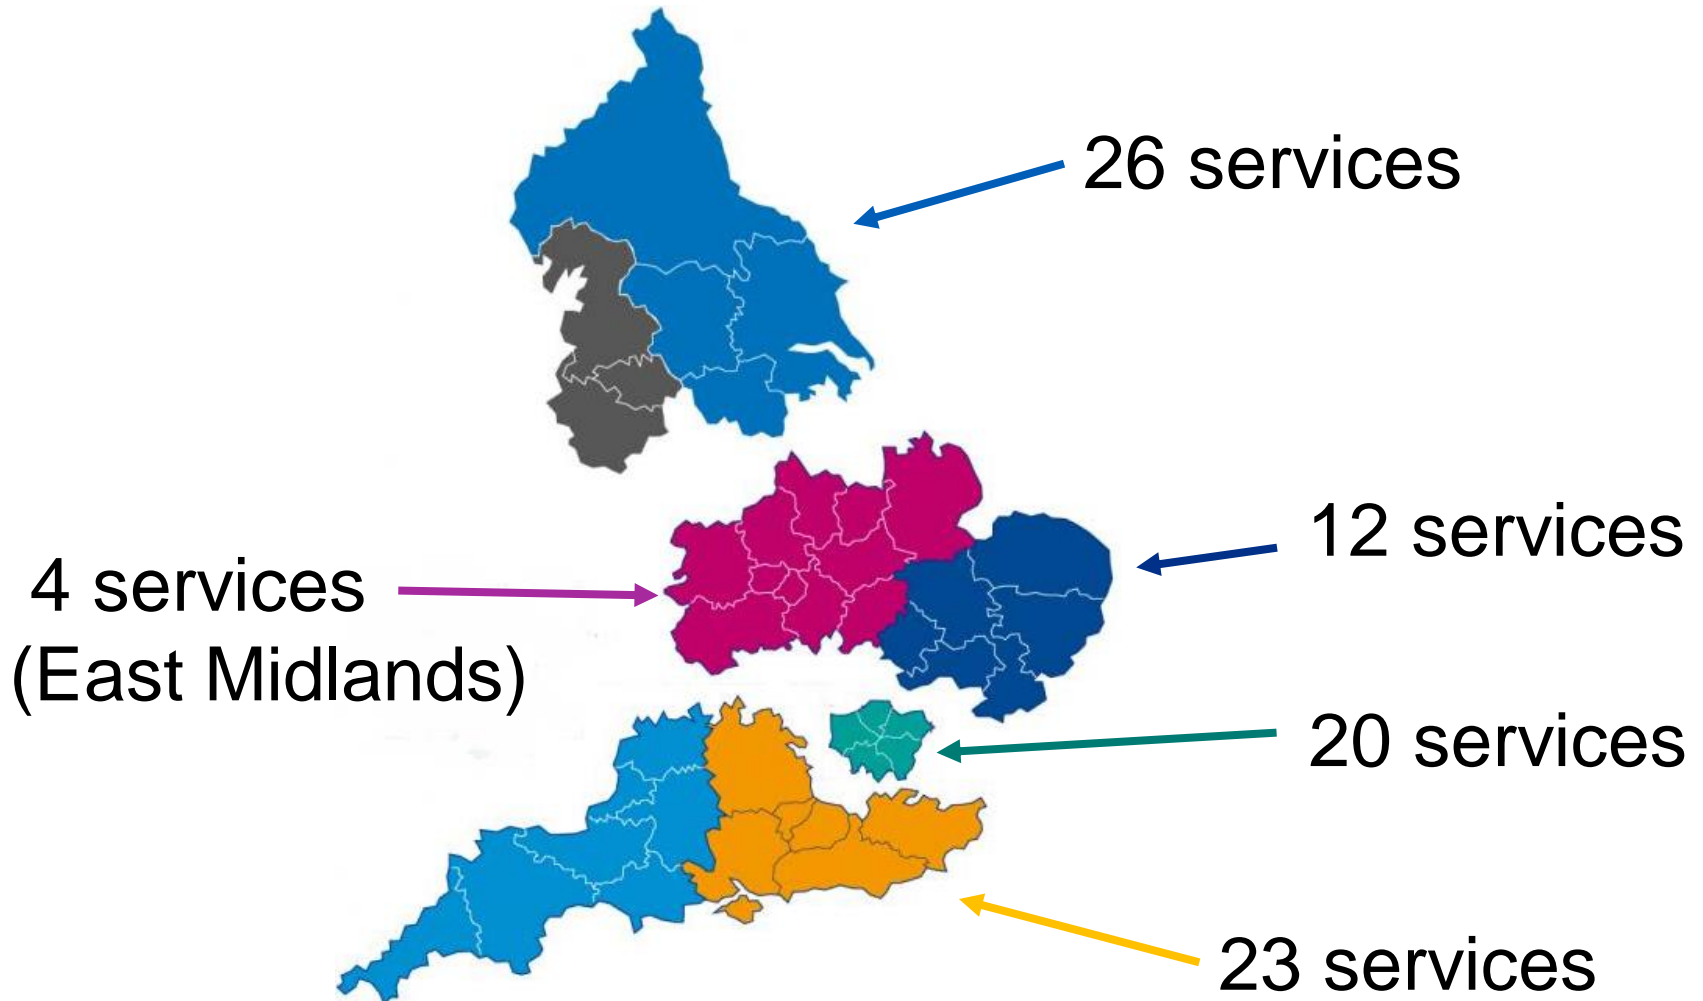 26 services
12 services
4 services
(East Midlands)
20 services
23 services